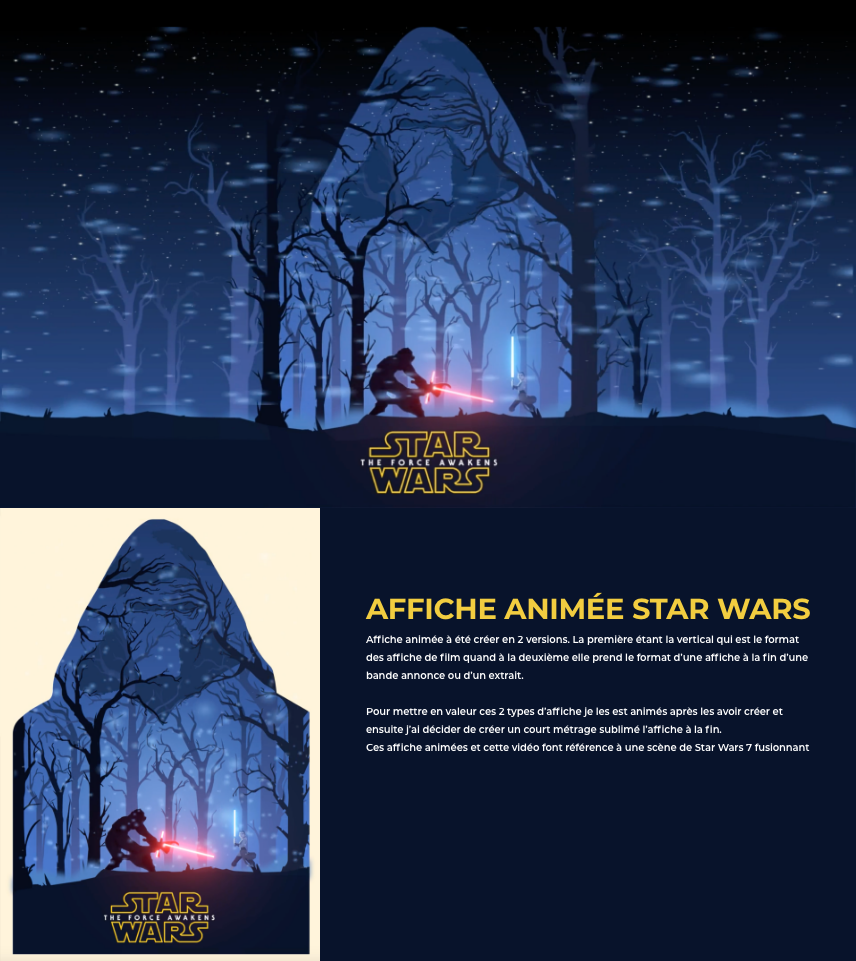 STAR
THE FORCE AWAKENS
WARS
AFFICHE ANIMÉE STAR WARS
Affiche animée à été créer en 2 versions. La première étant la vertical qui est le format
des affiche de film quand à la deuxième elle prend le format d'une affiche à la fin d'une
bande annonce ou d'un extrait.
Pour mettre en valeur ces 2 types d'affiche je les est animés après les avoir créer et
ensuite j'ai décider de créer un court métrage sublimé l'affiche à la fin.
Ces affiche animées et cette vidéo font référence à une scène de Star Wars 7 fusionnant
STAR
THE FORCE AWAKENS
WARS